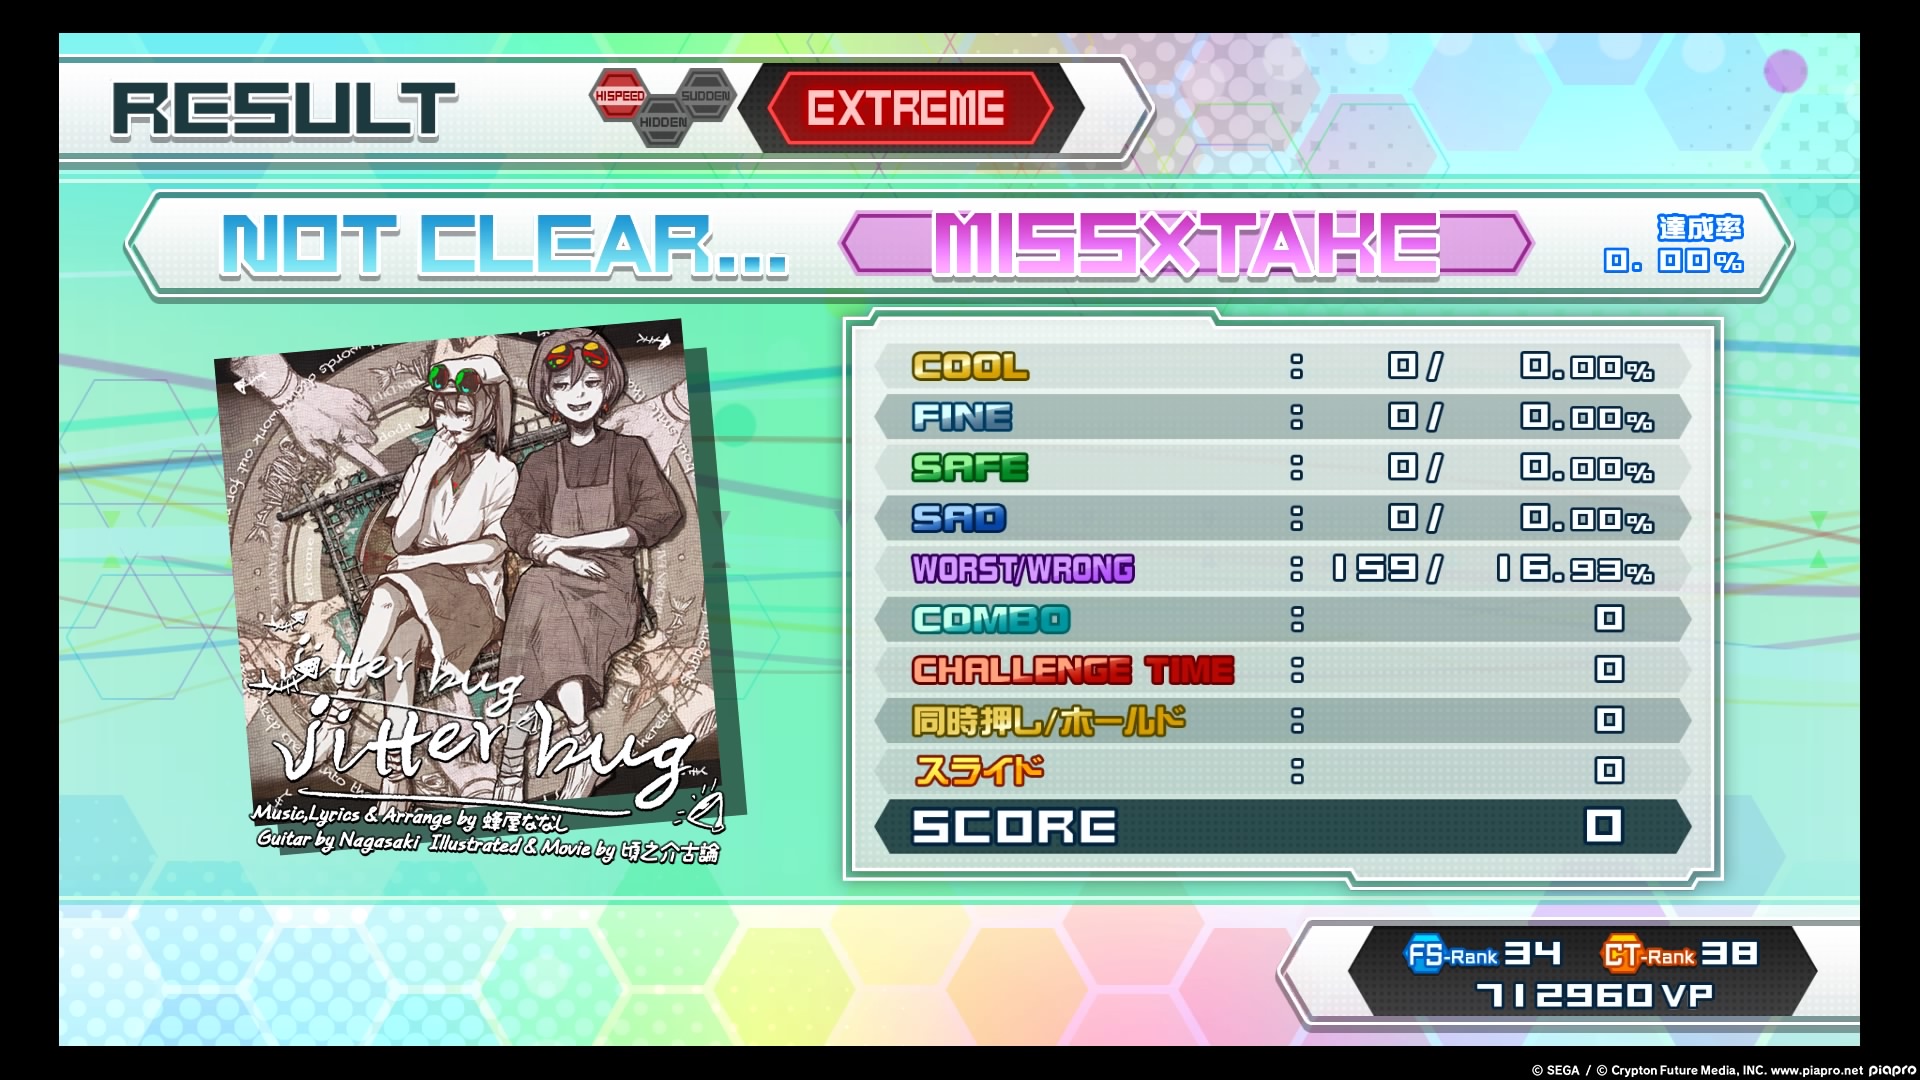 RESULT
HISPEED
HIDDEN
SUDDEN
EXTREME
NOT CLEAR...
MISS×TAKE
達成率
0.00%
COOL : 0/ 0.00%
FINE : 0/ 0.00%
SAFE : 0/ 0.00%
SAD : 0/ 0.00%
WORST/WRONG : 159/ 16.93%
COMBO : 0
CHALLENGE TIME : 0
同時押し/ホールド : 0
スライド : 0
SCORE 0
jitter bug
jitter bug
Music,Lyrics & Arrange by 蜂屋ななし
Guitar by Nagasaki Illustrated & Movie by 頃之介古論
FS-Rank 34 CT-Rank 38
712960 VP
© SEGA / © Crypton Future Media, INC. www.piapro.net piapro